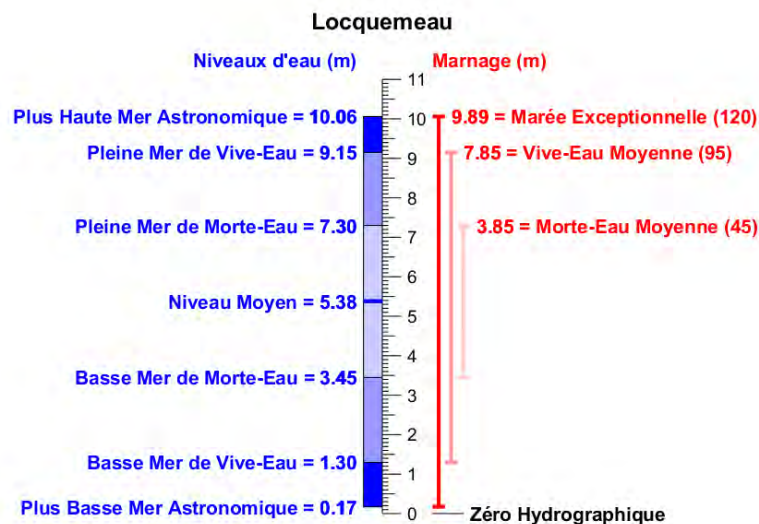 Locquemeau
Niveaux d'eau (m)
Marnage (m)
11
Plus Haute Mer Astronomique = 10.06
10
9.89 = Marée Exceptionnelle (120)
Pleine Mer de Vive-Eau = 9.15
9
7.85 = Vive-Eau Moyenne (95)
8
Pleine Mer de Morte-Eau = 7.30
7
3.85 = Morte-Eau Moyenne (45)
6
Niveau Moyen = 5.38
5
4
Basse Mer de Morte-Eau = 3.45
3
2
Basse Mer de Vive-Eau = 1.30
1
Plus Basse Mer Astronomique = 0.17
0
Zéro Hydrographique